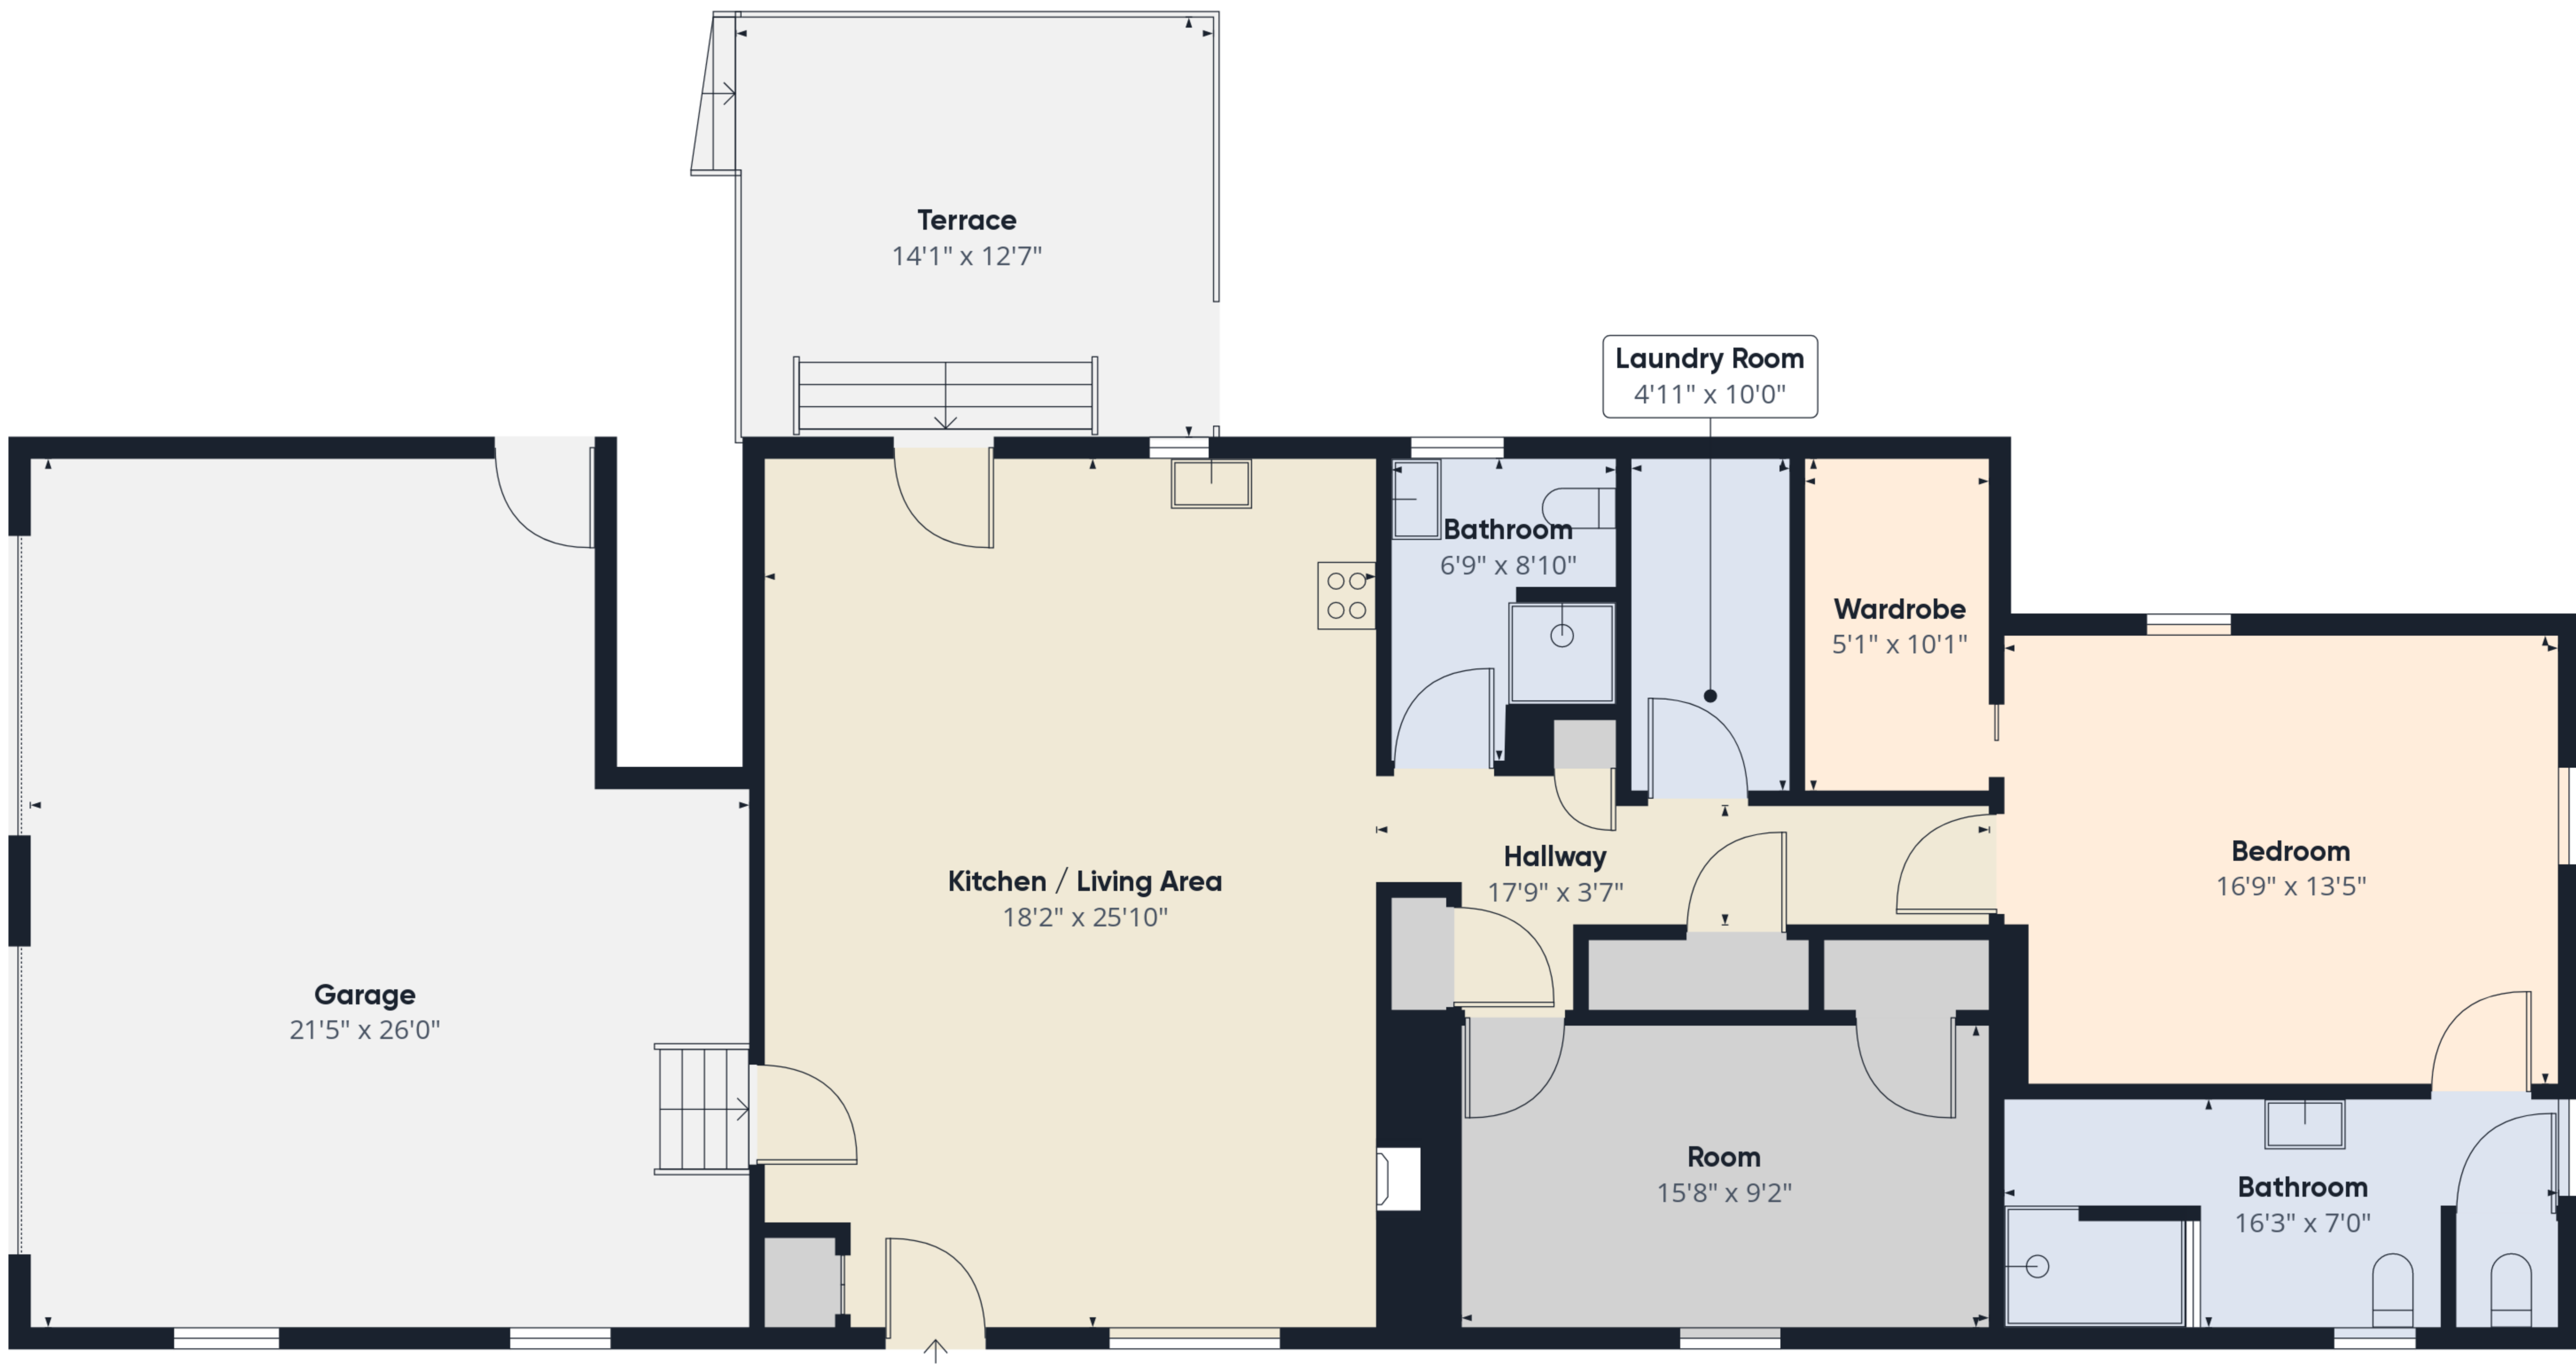 Terrace
14'1" x 12'7"
Laundry Room
4'11" x 10'0"
Bathroom
6'9" x 8'10"
Wardrobe
5'1" x 10'1"
Kitchen / Living Area
18'2" x 25'10"
Hallway
17'9" x 3'7"
Bedroom
16'9" x 13'5"
Garage
21'5" x 26'0"
Room
15'8" x 9'2"
Bathroom
16'3" x 7'0"